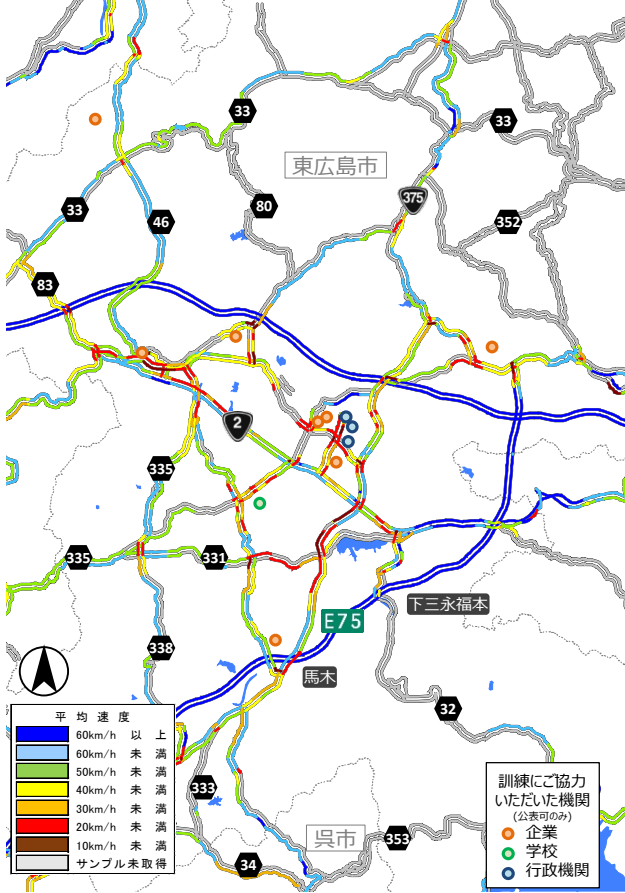 33
33
東広島市
375
33
46
80
352
83
2
335
335
331
下三永福本
E75
338
馬木
32
平均速度
60km/h 以上
60km/h 未満
50km/h 未満
40km/h 未満
30km/h 未満
20km/h 未満
10km/h 未満
サンプル未取得
333
呉市
353
34
訓練にご協力
いただいた機関
(公表可のみ)
企業
学校
行政機関